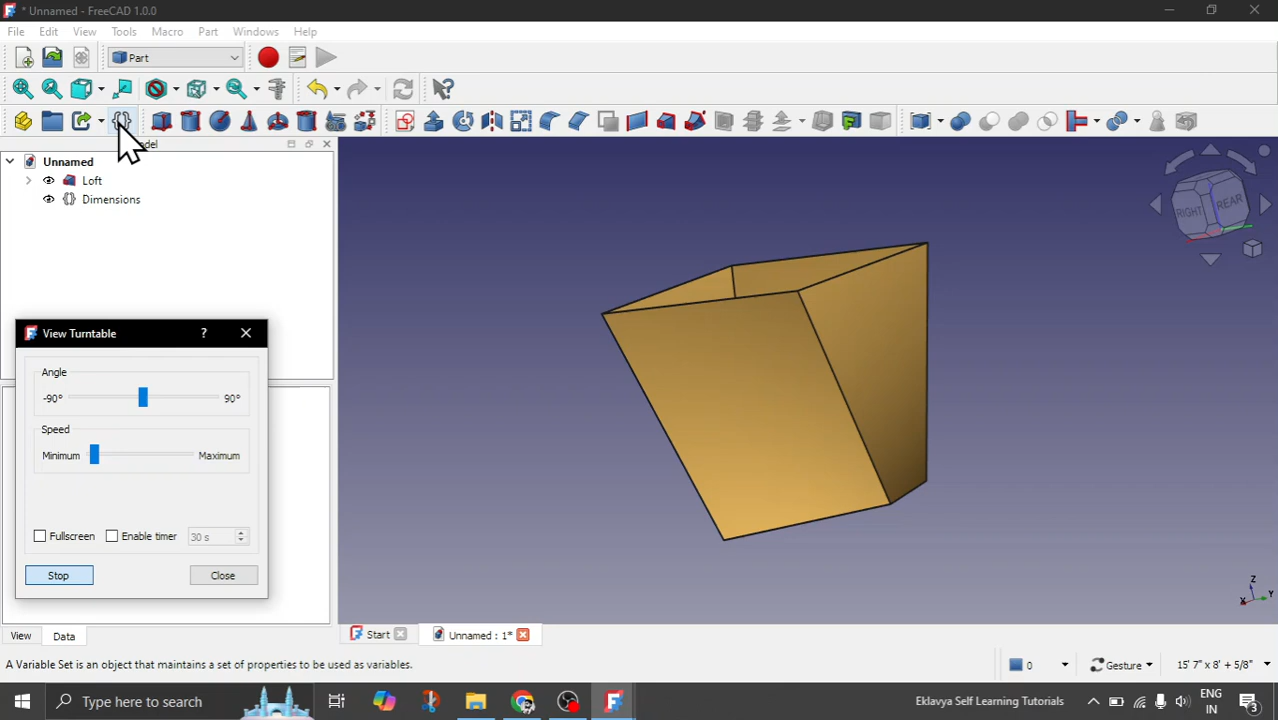 * Unnamed - FreeCAD 1.0.0
File Edit View Tools Macro Part Windows Help
Part
Unnamed
Loft
Dimensions
View Turntable ?
Angle
-90° 90°
Speed
Minimum Maximum
Fullscreen Enable timer 30 s
Stop Close
RIGHT REAR
Z
X Y
View Data
Start Unnamed : 1*
A Variable Set is an object that maintains a set of properties to be used as variables.
0 Gesture 15' 7" x 8' + 5/8"
Type here to search
Eklavya Self Learning Tutorials
ENG
IN
3